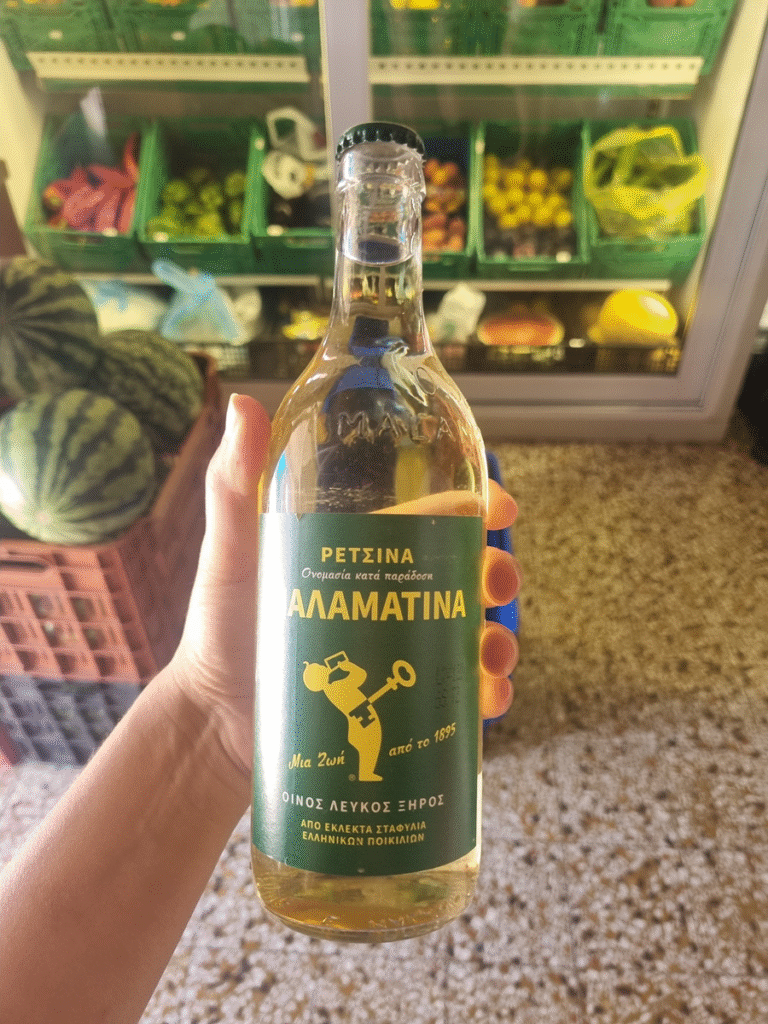 ΡΕΤΣΙΝΑ
Ονομασία κατά παράδοση
ΑΛΑΜΑΤΙΝΑ
Μια Ζωή από το 1895
®
ΟΙΝΟΣ ΛΕΥΚΟΣ ΞΗΡΟΣ
ΑΠΟ ΕΚΛΕΚΤΑ ΣΤΑΦΥΛΙΑ
ΕΛΛΗΝΙΚΩΝ ΠΟΙΚΙΛΙΩΝ